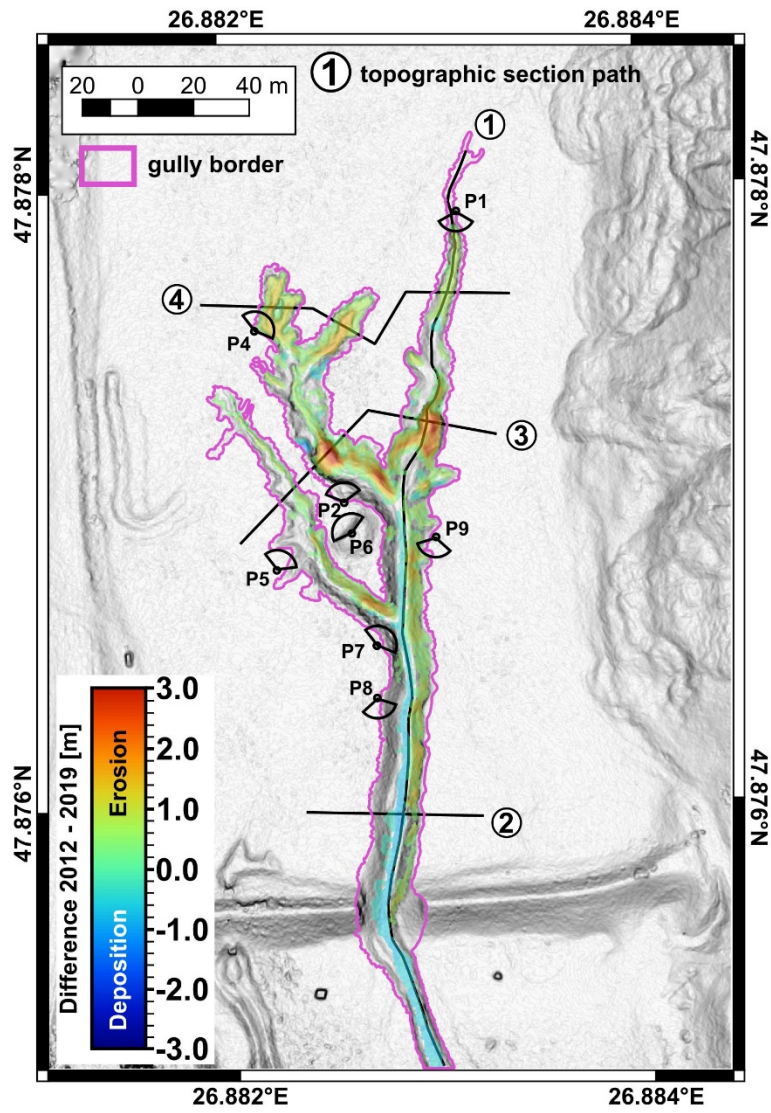 26.882°E 26.884°E
20 0 20 40 m
① topographic section path
gully border
①
47.878°N
47.878°N
P1
④
P4
③
P2
P6
P9
P5
P7
P8
②
47.876°N
47.876°N
Difference 2012 - 2019 [m]
Erosion
Deposition
3.0
2.0
1.0
0.0
-1.0
-2.0
-3.0
26.882°E 26.884°E